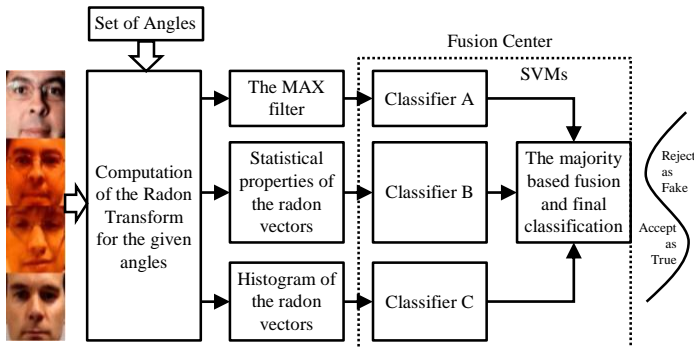 Set of Angles
Fusion Center
SVMs
Computation
of the Radon
Transform
for the given
angles
The MAX
filter
Statistical
properties of
the radon
vectors
Histogram of
the radon
vectors
Classifier A
Classifier B
Classifier C
The majority
based fusion
and final
classification
Reject
as
Fake
Accept
as
True